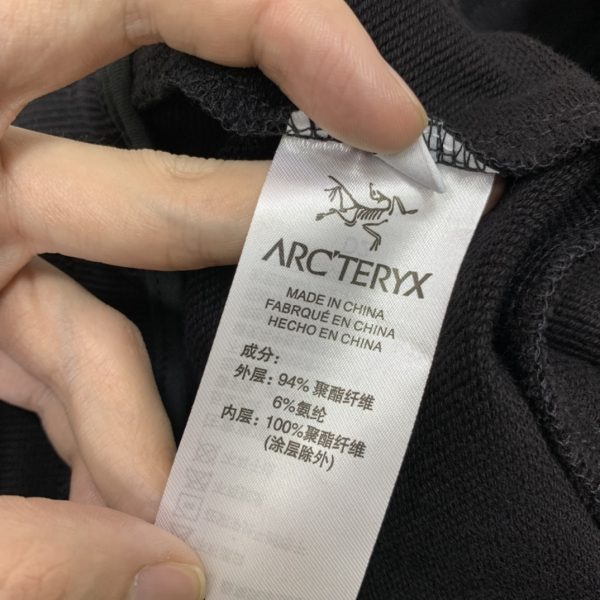 ARC'TERYX
MADE IN CHINA
FABRQUÉ EN CHINA
HECHO EN CHINA
成分：
外层：94% 聚酯纤维
6%氨纶
内层：100%聚酯纤维
(涂层除外)